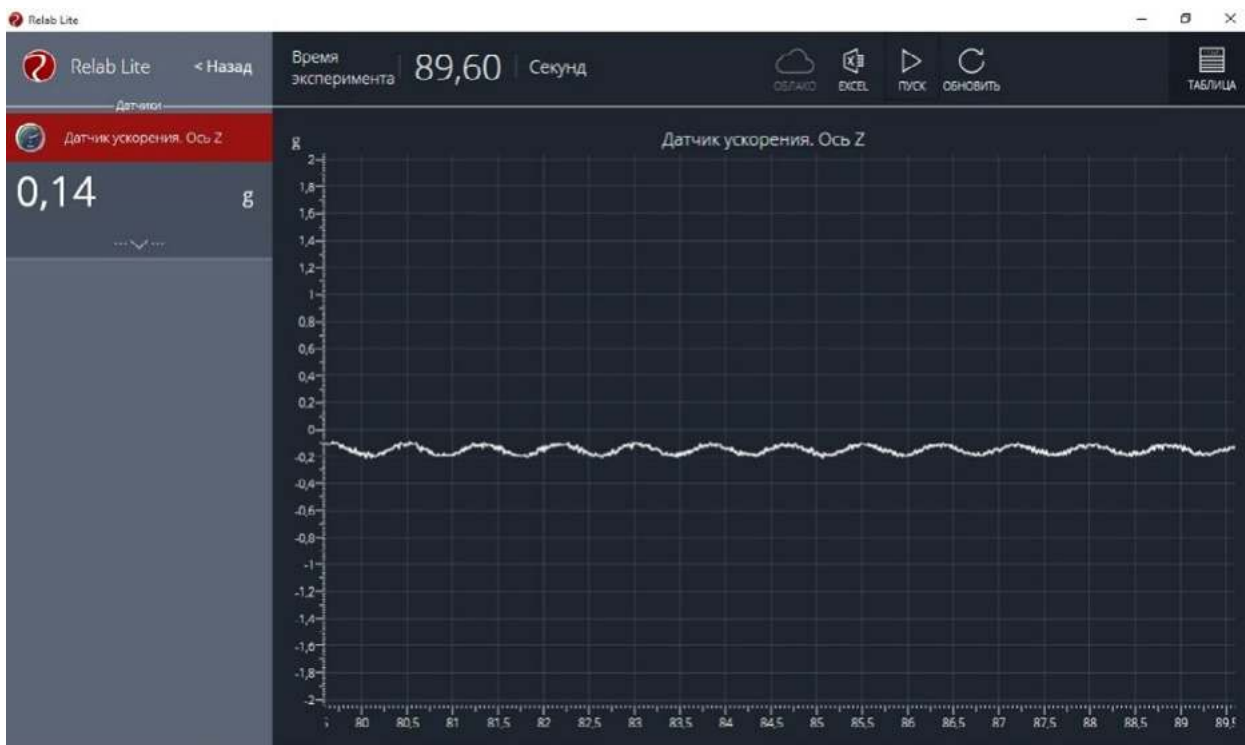 Relab Lite
Relab Lite < Назад
Время
эксперимента 89,60 Секунд
ОБЛАКО EXCEL ПУСК ОБНОВИТЬ ТАБЛИЦА
Датчики
Датчик ускорения. Ось Z
0,14 g
g Датчик ускорения. Ось Z
2
1,8
1,6
1,4
1,2
1
0,8
0,6
0,4
0,2
0
-0,2
-0,4
-0,6
-0,8
-1
-1,2
-1,4
-1,6
-1,8
-2
80 80,5 81 81,5 82 82,5 83 83,5 84 84,5 85 85,5 86 86,5 87 87,5 88 88,5 89 89,5